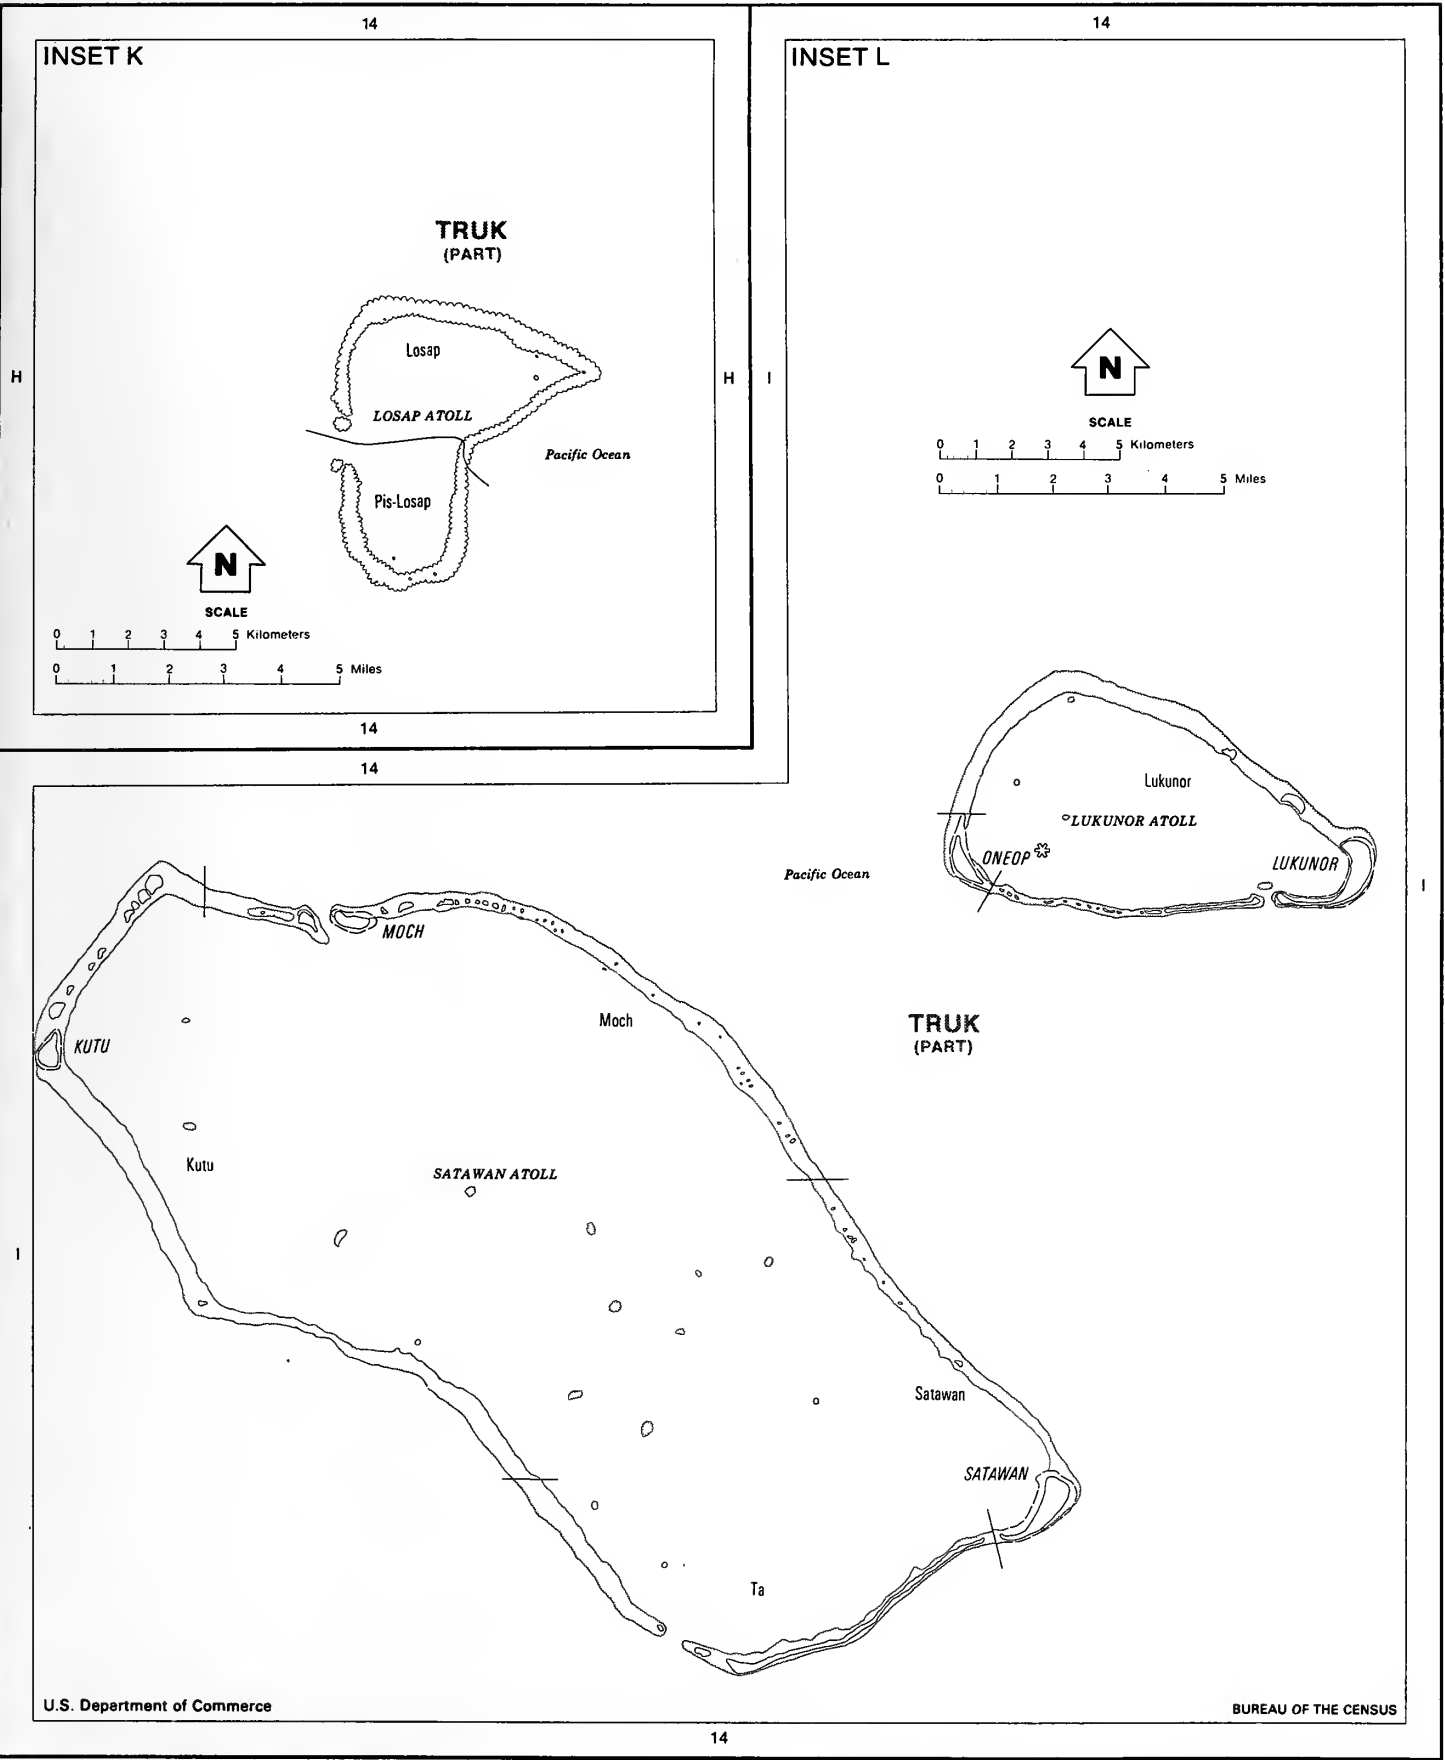 14
INSET K
TRUK
(PART)
Losap
LOSAP ATOLL
Pacific Ocean
Pis-Losap
H
H
N
SCALE
0 1 2 3 4 5 Kilometers
0 1 2 3 4 5 Miles
14
14
INSET L
I
N
SCALE
0 1 2 3 4 5 Kilometers
0 1 2 3 4 5 Miles
Lukunor
LUKUNOR ATOLL
ONEOP
LUKUNOR
Pacific Ocean
I
14
MOCH
Moch
TRUK
(PART)
KUTU
Kutu
SATAWAN ATOLL
I
Satawan
SATAWAN
Ta
U.S. Department of Commerce
BUREAU OF THE CENSUS
14